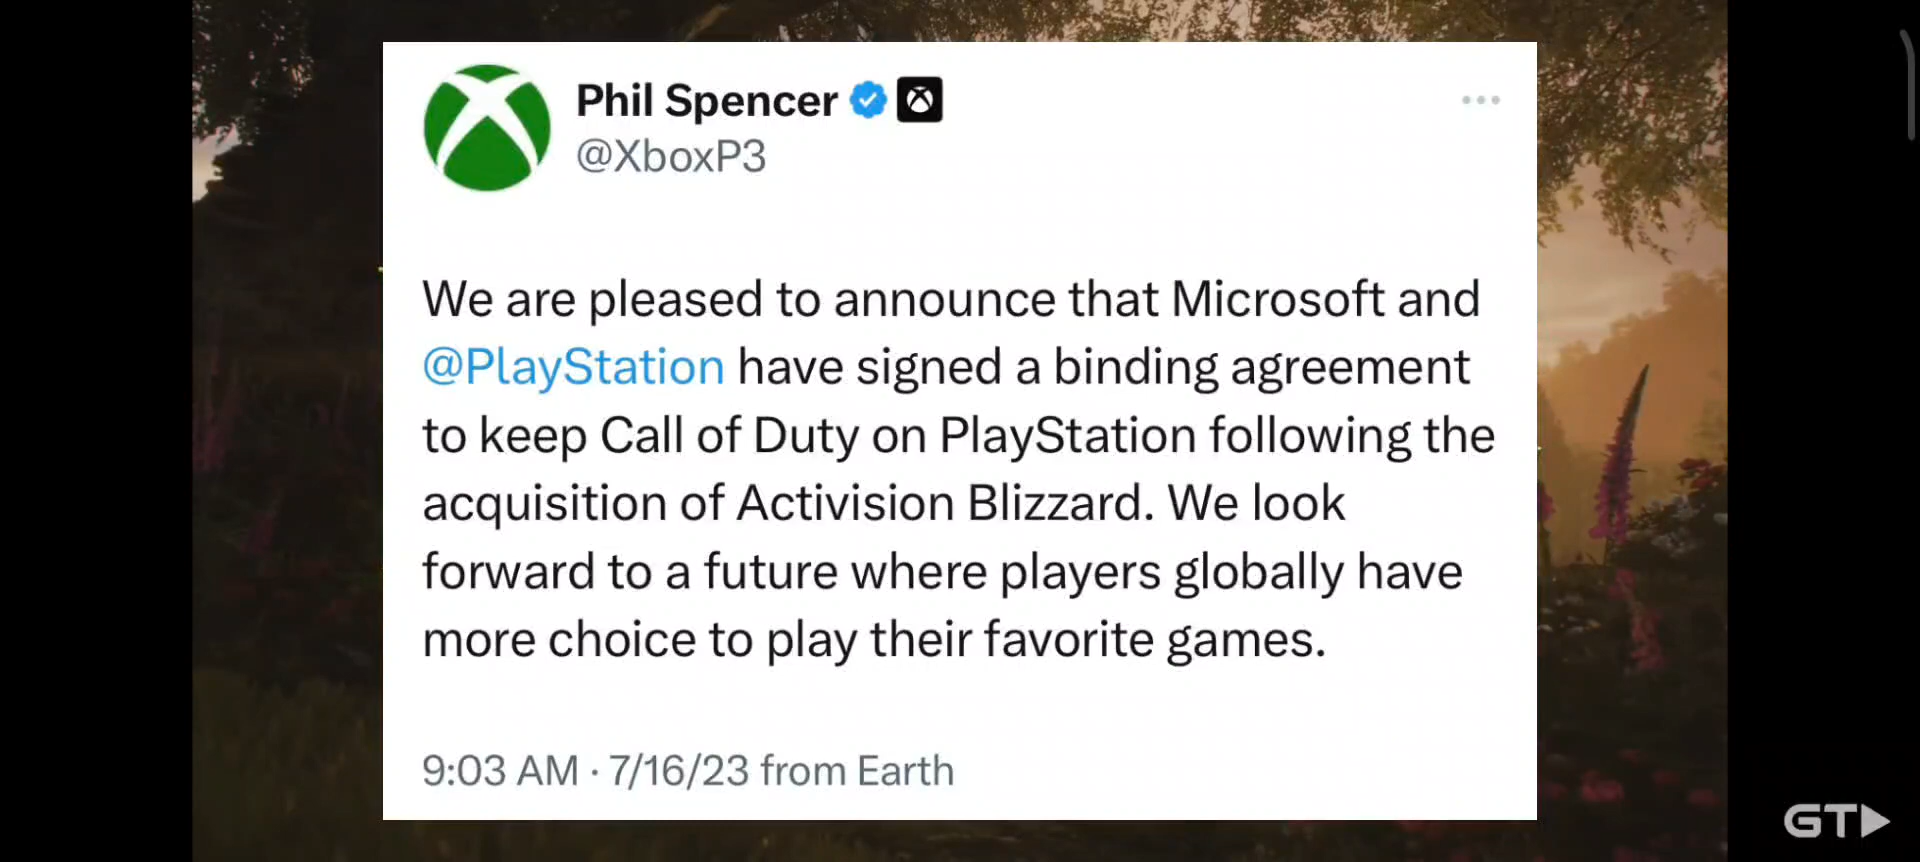 Phil Spencer
@XboxP3
We are pleased to announce that Microsoft and
@PlayStation have signed a binding agreement
to keep Call of Duty on PlayStation following the
acquisition of Activision Blizzard. We look
forward to a future where players globally have
more choice to play their favorite games.
9:03 AM · 7/16/23 from Earth
GT